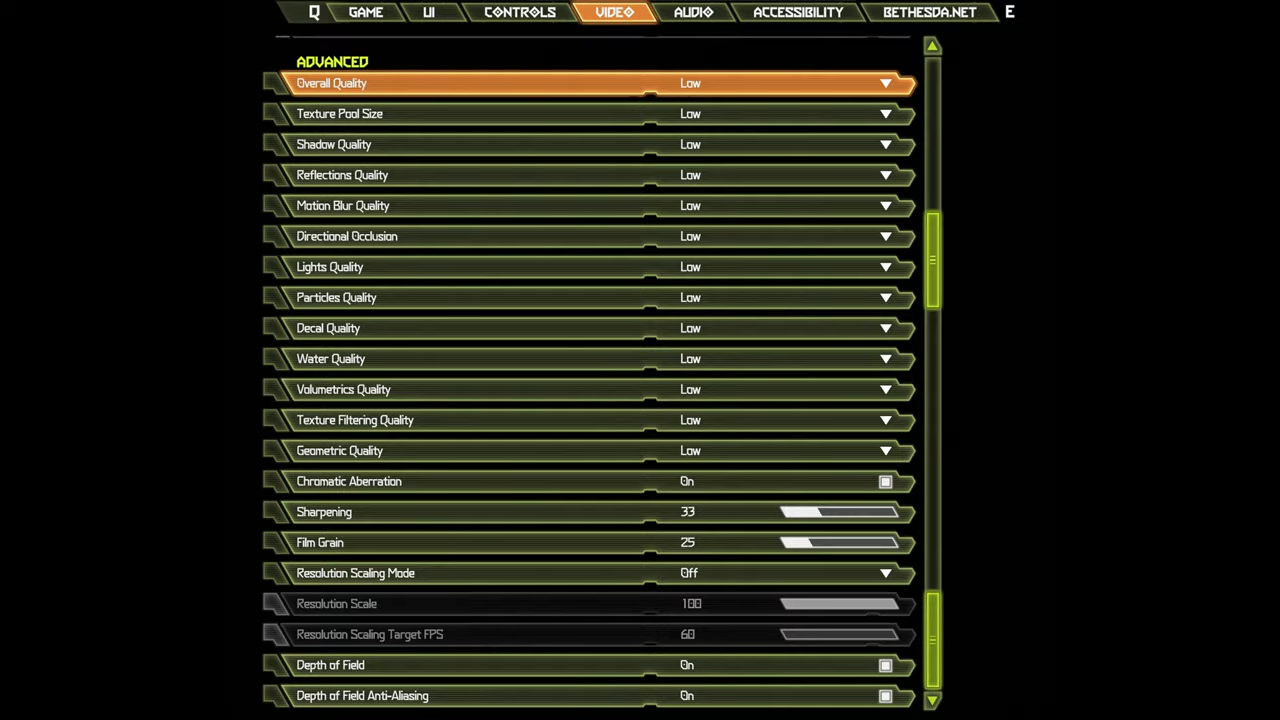 Q GAME UI CONTROLS VIDEO AUDIO ACCESSIBILITY BETHESDA.NET E
ADVANCED
Overall Quality Low
Texture Pool Size Low
Shadow Quality Low
Reflections Quality Low
Motion Blur Quality Low
Directional Occlusion Low
Lights Quality Low
Particles Quality Low
Decal Quality Low
Water Quality Low
Volumetrics Quality Low
Texture Filtering Quality Low
Geometric Quality Low
Chromatic Aberration On
Sharpening 33
Film Grain 25
Resolution Scaling Mode Off
Resolution Scale 100
Resolution Scaling Target FPS 60
Depth of Field On
Depth of Field Anti-Aliasing On